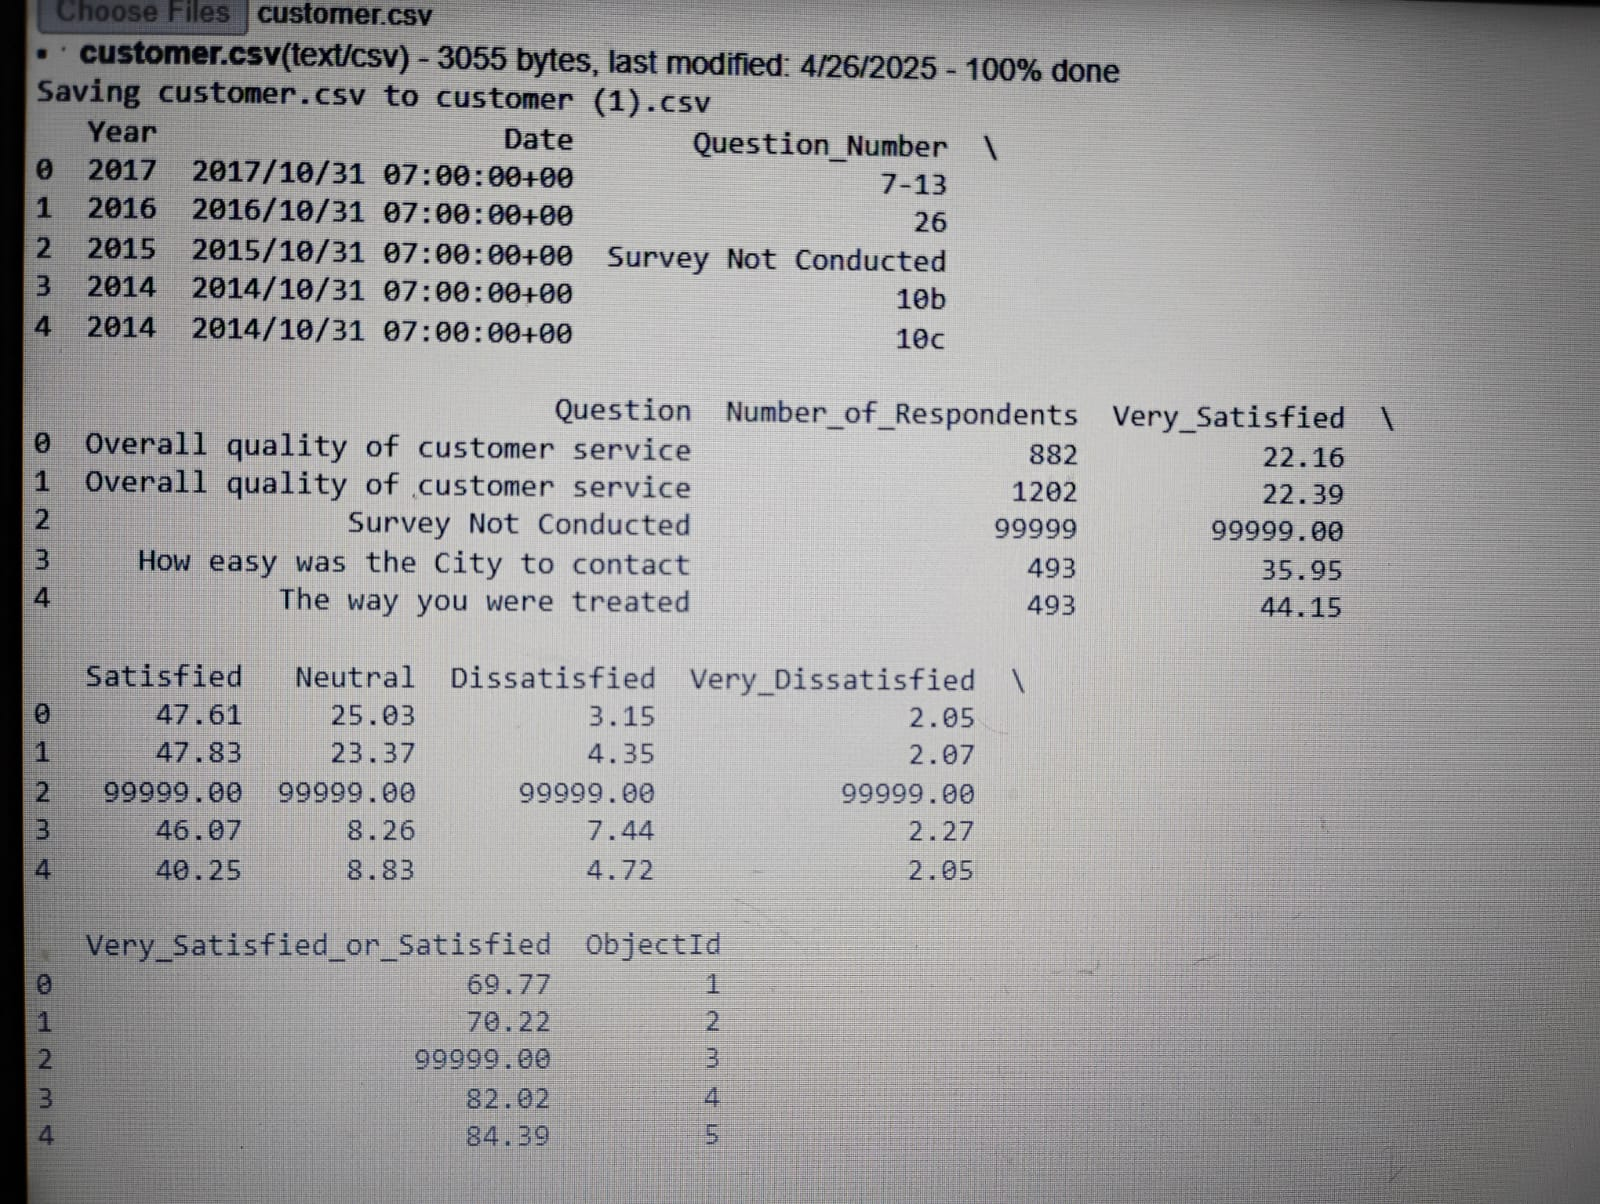 Choose Files customer.csv
customer.csv(text/csv) - 3055 bytes, last modified: 4/26/2025 - 100% done
Saving customer.csv to customer (1).csv
Year Date Question_Number \
0 2017 2017/10/31 07:00:00+00 7-13
1 2016 2016/10/31 07:00:00+00 26
2 2015 2015/10/31 07:00:00+00 Survey Not Conducted
3 2014 2014/10/31 07:00:00+00 10b
4 2014 2014/10/31 07:00:00+00 10c
Question Number_of_Respondents Very_Satisfied \
0 Overall quality of customer service 882 22.16
1 Overall quality of customer service 1202 22.39
2 Survey Not Conducted 99999 99999.00
3 How easy was the City to contact 493 35.95
4 The way you were treated 493 44.15
Satisfied Neutral Dissatisfied Very_Dissatisfied \
0 47.61 25.03 3.15 2.05
1 47.83 23.37 4.35 2.07
2 99999.00 99999.00 99999.00 99999.00
3 46.07 8.26 7.44 2.27
4 40.25 8.83 4.72 2.05
Very_Satisfied_or_Satisfied ObjectId
0 69.77 1
1 70.22 2
2 99999.00 3
3 82.02 4
4 84.39 5